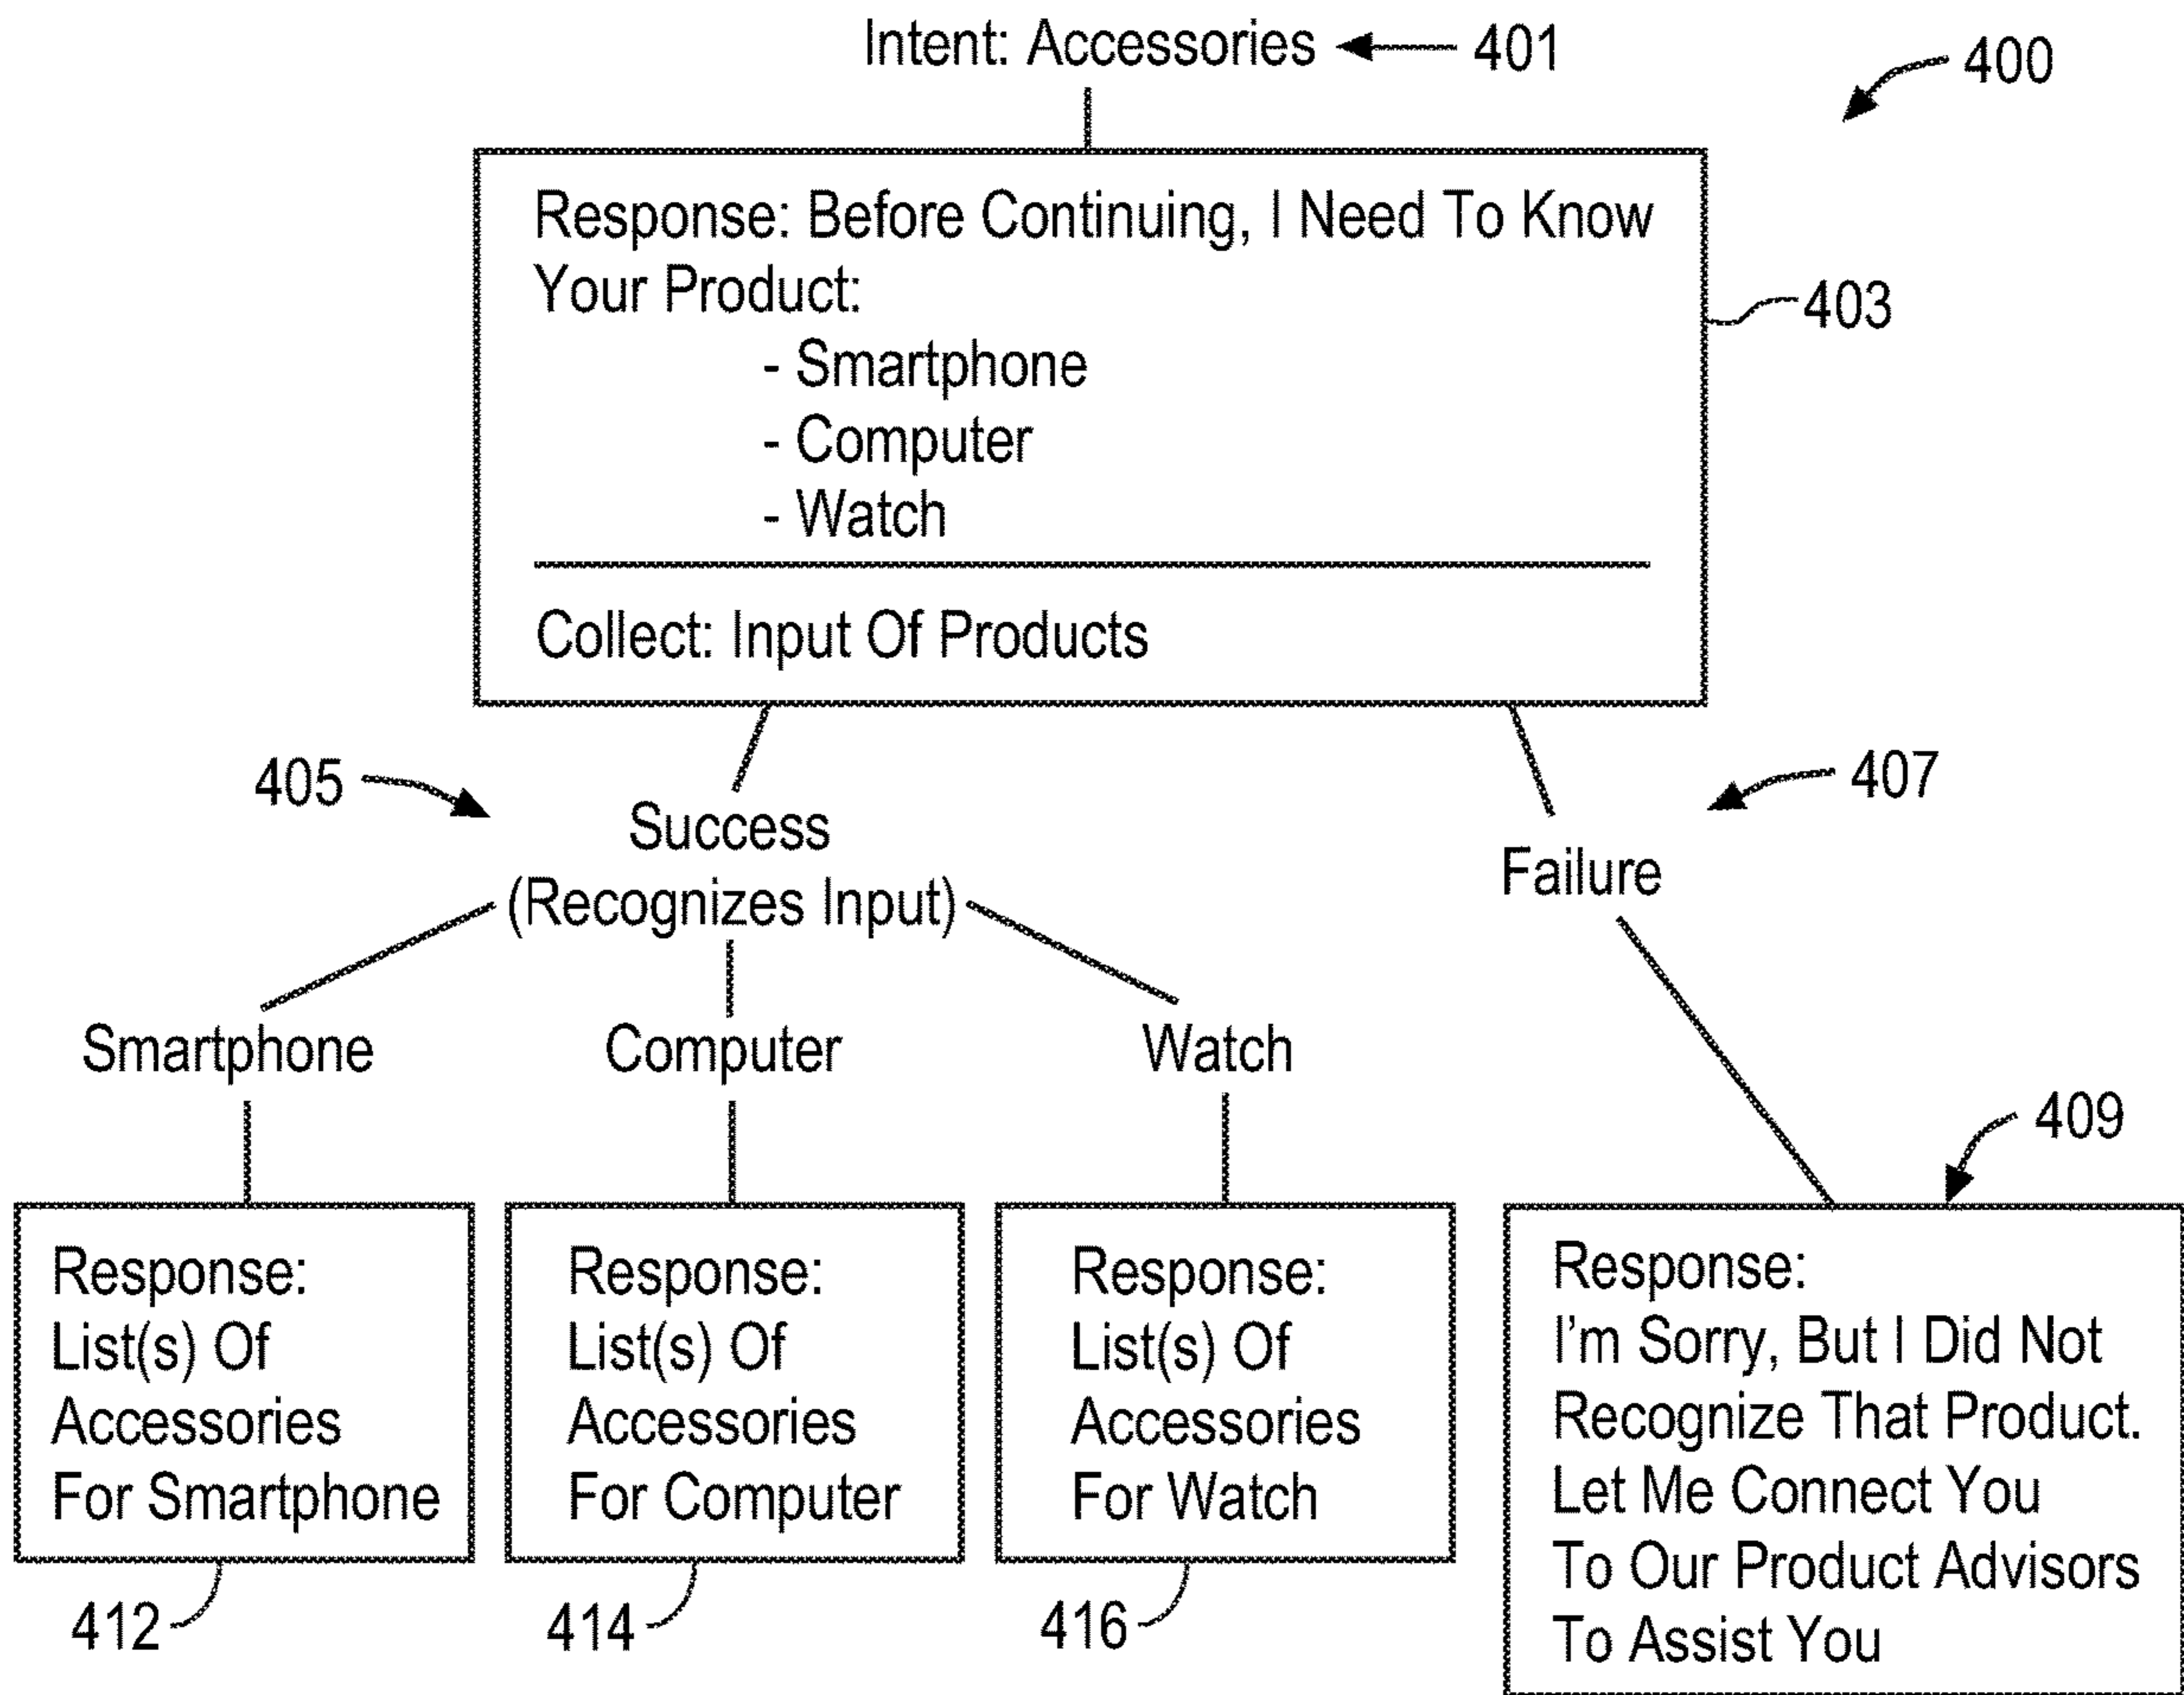 Intent: Accessories
401
400
Response: Before Continuing, I Need To Know
Your Product:
- Smartphone
- Computer
- Watch
403
Collect: Input Of Products
405
407
Success
(Recognizes Input)
Failure
Smartphone
Computer
Watch
409
Response:
List(s) Of
Accessories
For Smartphone
412
Response:
List(s) Of
Accessories
For Computer
414
Response:
List(s) Of
Accessories
For Watch
416
Response:
I'm Sorry, But I Did Not
Recognize That Product.
Let Me Connect You
To Our Product Advisors
To Assist You